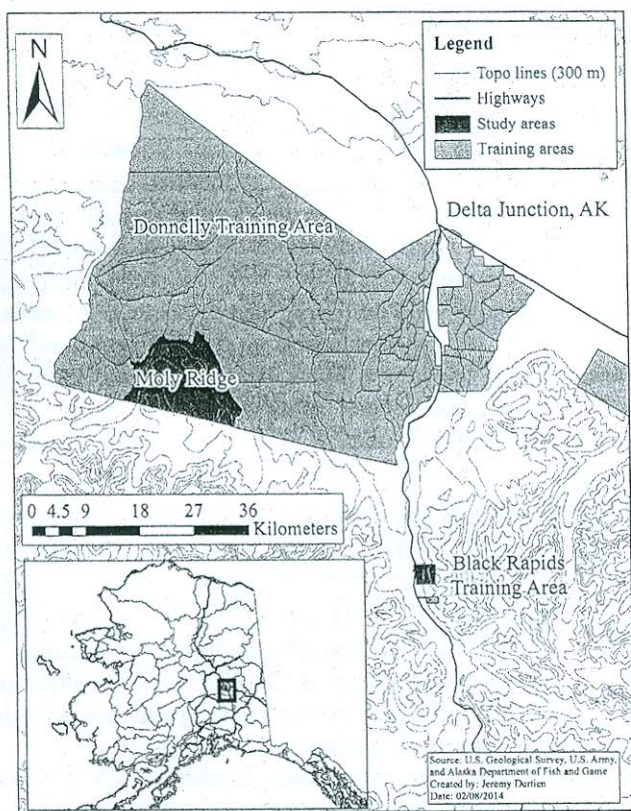 N
Legend
Topo lines (300 m)
Highways
Study areas
Training areas
Delta Junction, AK
Donnelly Training Area
Moly Ridge
0 4.5 9 18 27 36
Kilometers
Black Rapids
Training Area
Source: U.S. Geological Survey, U.S. Army,
and Alaska Department of Fish and Game
Created by: Jeremy Dertien
Date: 02/08/2014